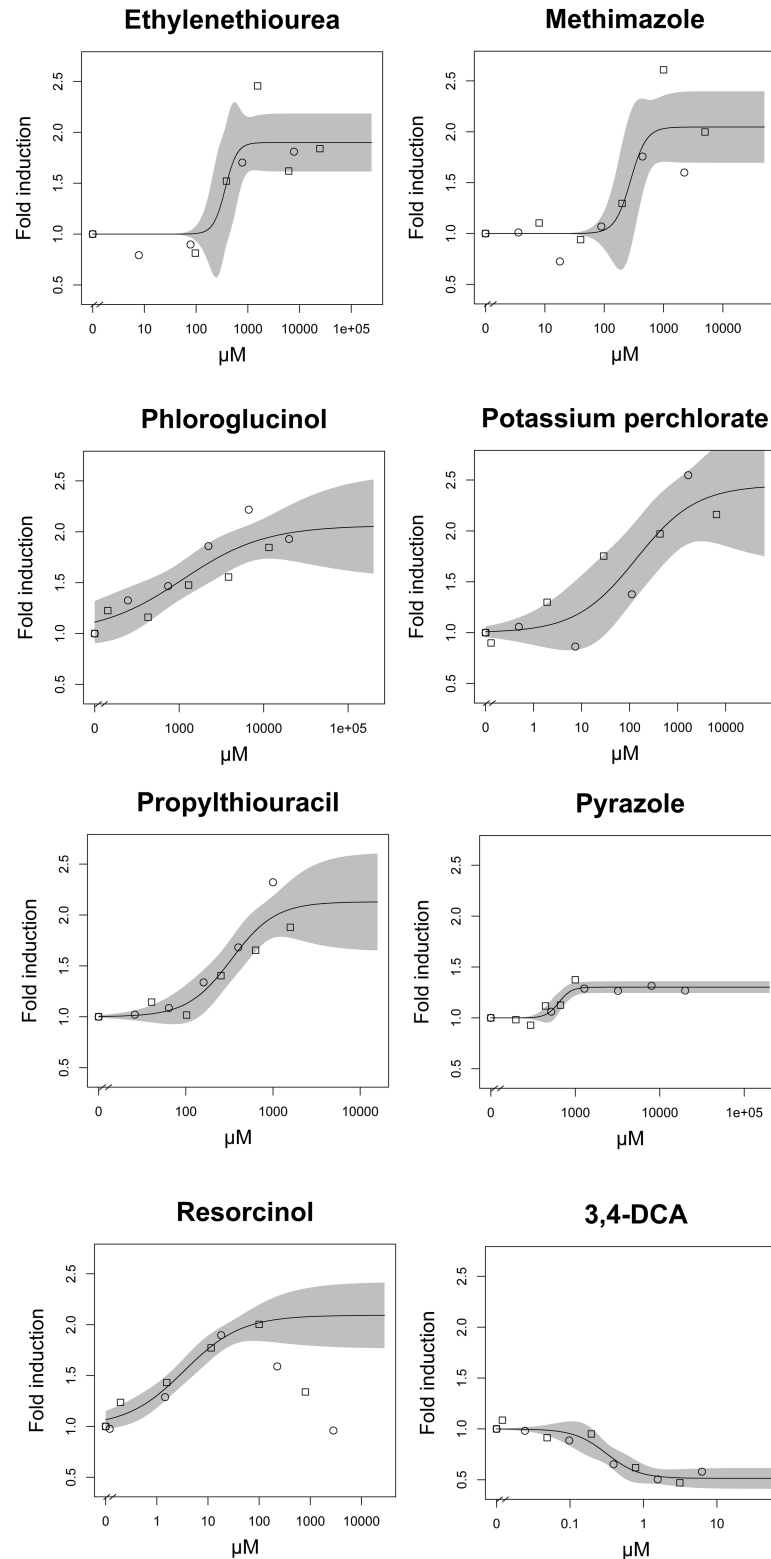 Ethylenethiourea
Fold induction
2.5
2.0
1.5
1.0
0.5
0 10 100 1000 10000 1e+05
µM
Methimazole
Fold induction
2.5
2.0
1.5
1.0
0.5
0 10 100 1000 10000
µM
Phloroglucinol
Fold induction
2.5
2.0
1.5
1.0
0.5
0 1000 10000 1e+05
µM
Potassium perchlorate
Fold induction
2.5
2.0
1.5
1.0
0.5
0 1 10 100 1000 10000
µM
Propylthiouracil
Fold induction
2.5
2.0
1.5
1.0
0.5
0 100 1000 10000
µM
Pyrazole
Fold induction
2.5
2.0
1.5
1.0
0.5
0 1000 10000 1e+05
µM
Resorcinol
Fold induction
2.5
2.0
1.5
1.0
0.5
0 1 10 100 1000 10000
µM
3,4-DCA
Fold induction
2.5
2.0
1.5
1.0
0.5
0 0.1 1 10
µM